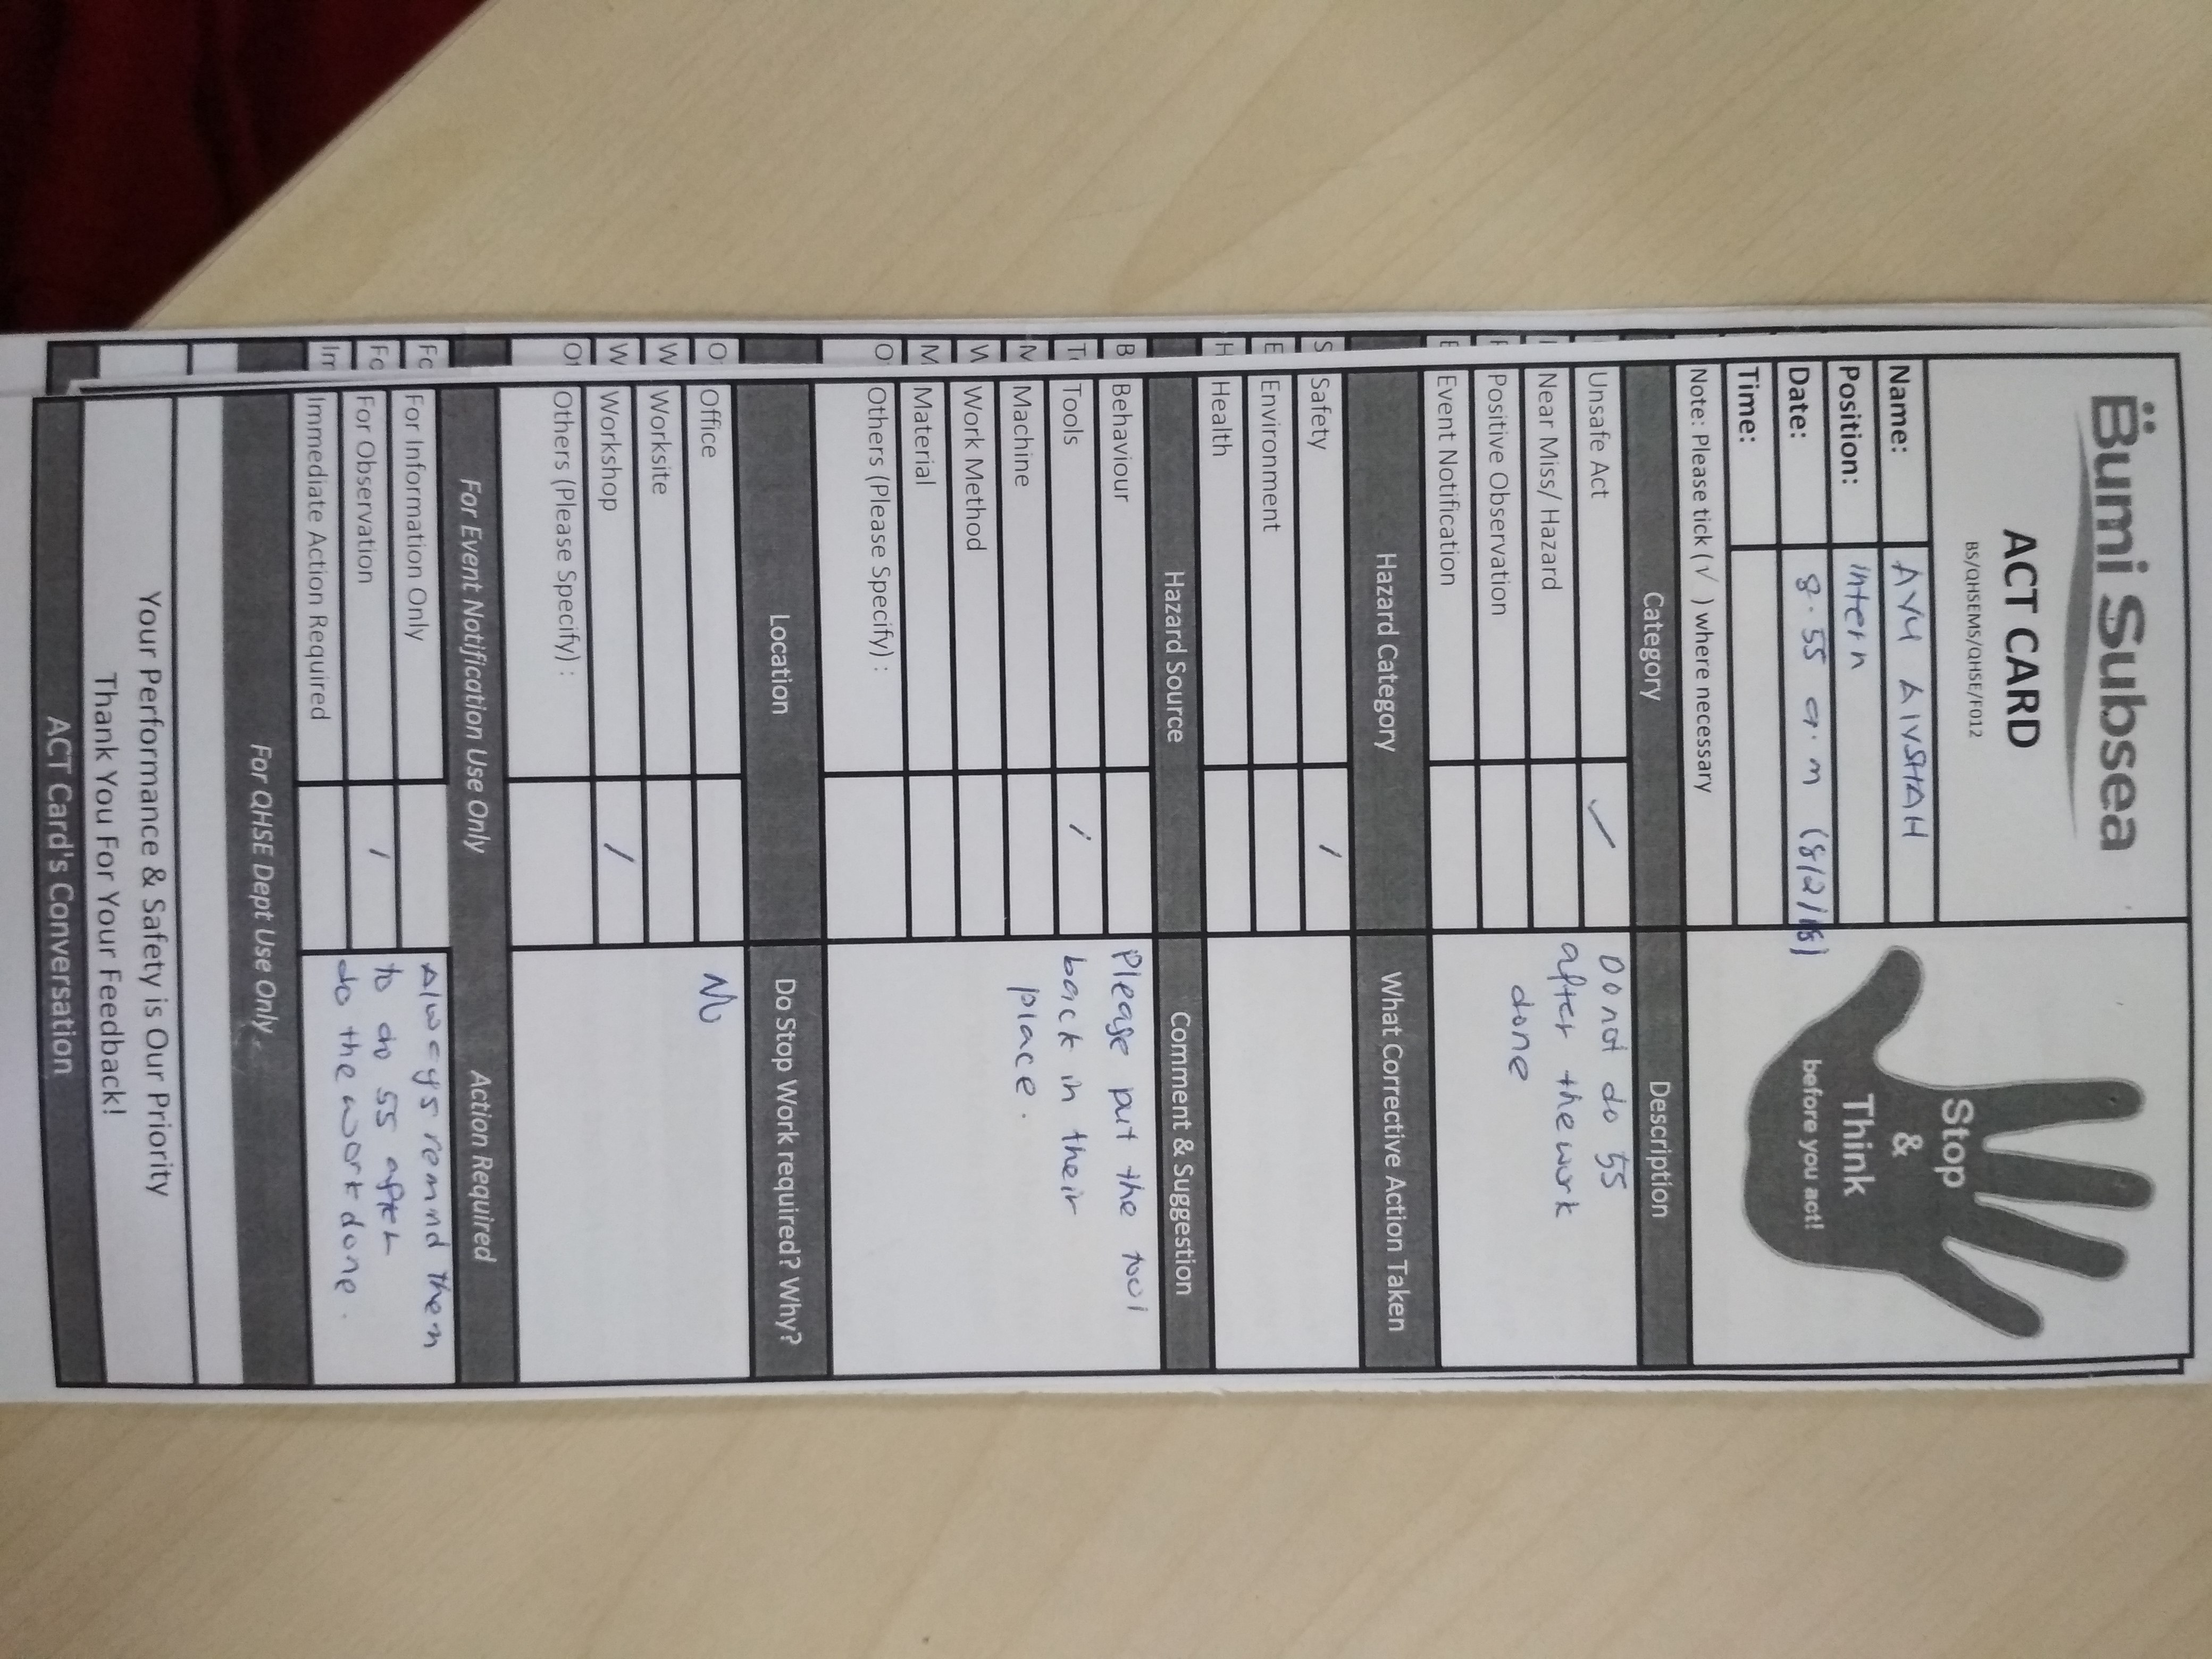 Bumi Subsea
ACT CARD
BS/QHSEMS/QHSE/F012
Stop
&
Think
before you act!
Name: AYU AIYSHAH
Position: intern
Date: 8.55 a.m (8/2/18)
Time:
Note: Please tick (√ ) where necessary
Category Description
Unsafe Act ✓ Do not do 5S
Near Miss/ Hazard after the work
Positive Observation done
Event Notification
Hazard Category What Corrective Action Taken
Safety /
Environment
Health
Hazard Source Comment & Suggestion
Behaviour Please put the tool
Tools / back in their
Machine place.
Work Method
Material
Others (Please Specify) :
Location Do Stop Work required? Why?
Office No
Worksite
Workshop /
Others (Please Specify) :
For Event Notification Use Only Action Required
For Information Only Always remind them
For Observation / to do 5S after
Immediate Action Required do the work done.
For QHSE Dept Use Only
Your Performance & Safety is Our Priority
Thank You For Your Feedback!
ACT Card's Conversation